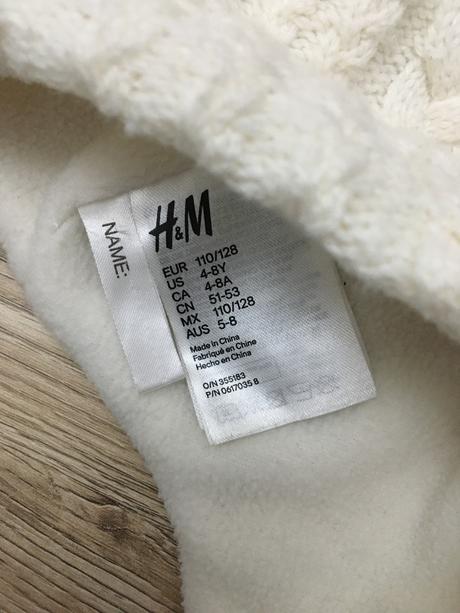 NAME:
H&M
EUR 110/128
US 4-8Y
CA 4-8A
CN 51-53
MX 110/128
AUS 5-8
Made in China
Fabriqué en Chine
Hecho en China
O/N 355183
P/N 0617035 8